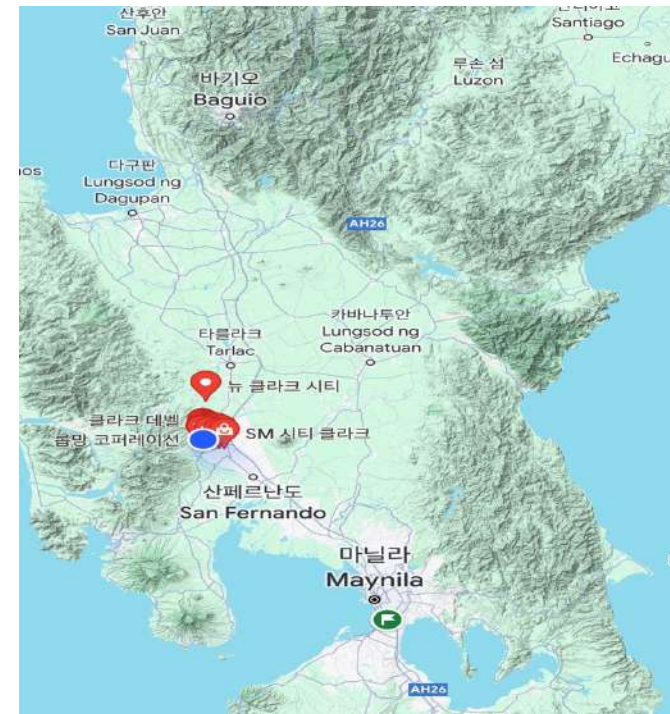 산후안
San Juan
Santiago
Echagu
바기오
Baguio
루손 섬
Luzon
다구판
Lungsod ng
Dagupan
AH26
카바나투안
Lungsod ng
Cabanatuan
타를라크
Tarlac
뉴 클라크 시티
클라크 데벨
롭망 코퍼레이션
SM 시티 클라크
산페르난도
San Fernando
마닐라
Maynila
AH26